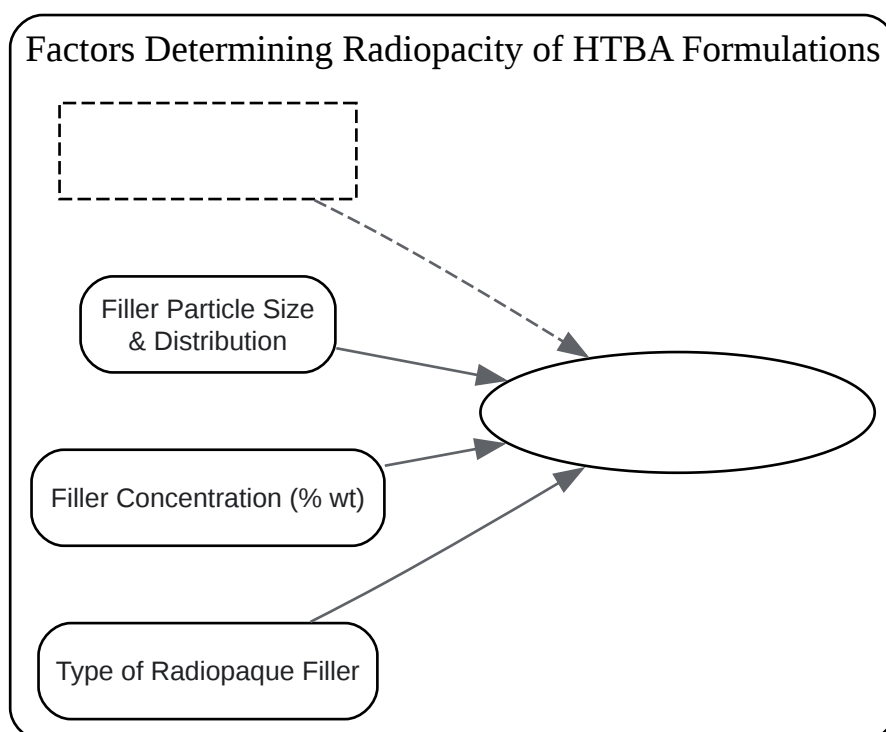 Factors Determining Radiopacity of HTBA Formulations
Filler Particle Size
& Distribution
Filler Concentration (% wt)
Type of Radiopaque Filler